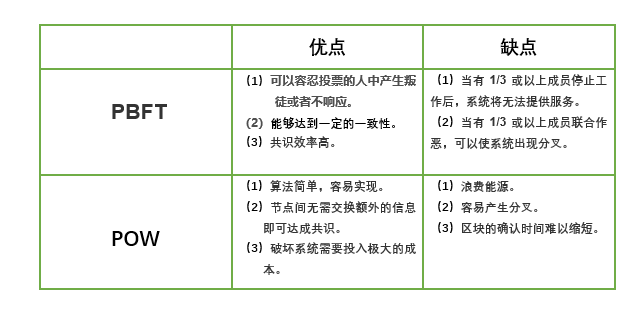 优点
缺点
PBFT
（1）可以容忍投票的人中产生叛
徒或者不响应。
（2）能够达到一定的一致性。
（3）共识效率高。
（1）当有 1/3 或以上成员停止工
作后，系统将无法提供服务。
（2）当有 1/3 或以上成员联合作
恶，可以使系统出现分叉。
POW
（1）算法简单，容易实现。
（2）节点间无需交换额外的信息
即可达成共识。
（3）破坏系统需要投入极大的成
本。
（1）浪费能源。
（2）容易产生分叉。
（3）区块的确认时间难以缩短。